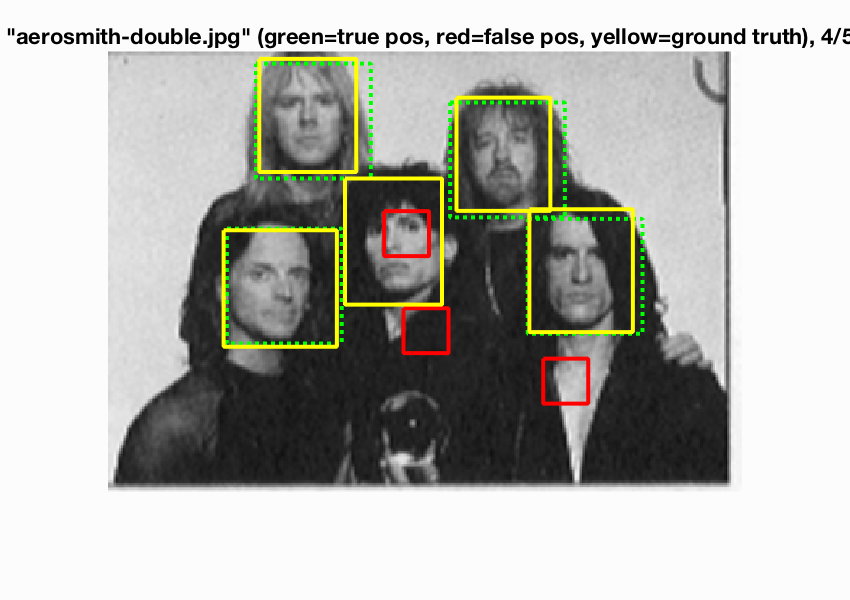 "aerosmith-double.jpg" (green=true pos, red=false pos, yellow=ground truth), 4/5